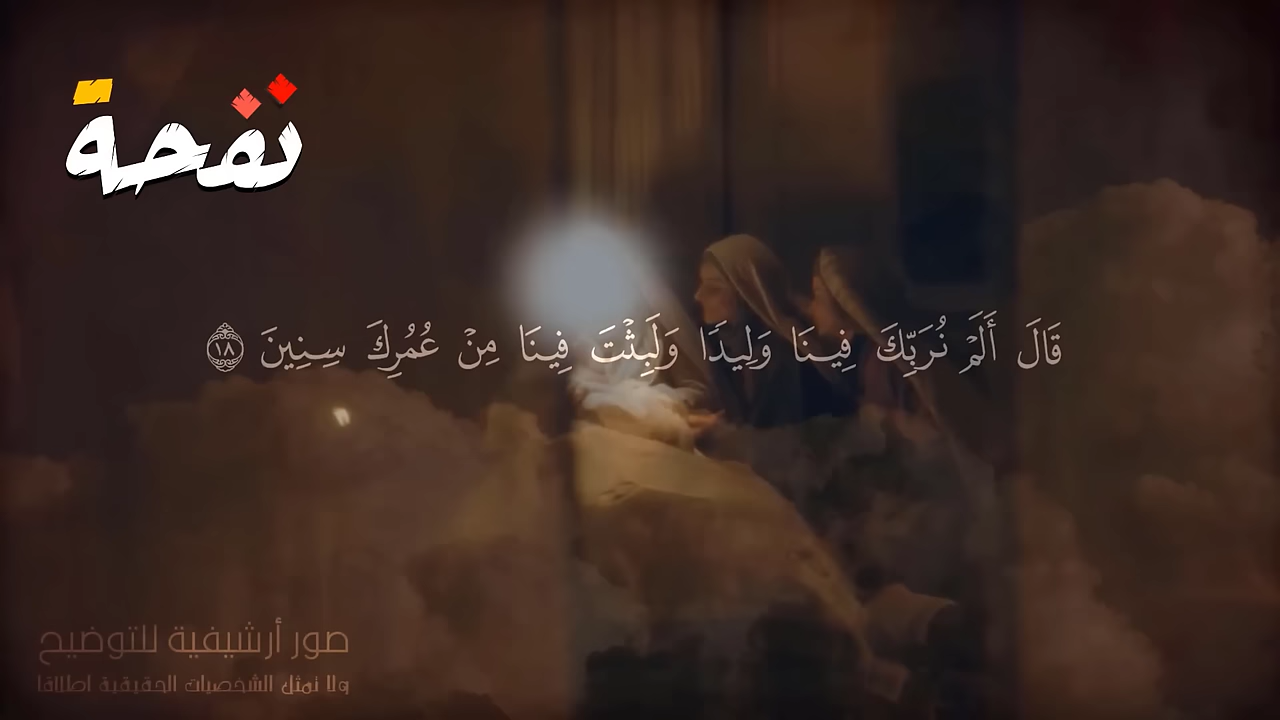 نفحة
قَالَ أَلَمْ نُرَبِّكَ فِينَا وَلِيدًا وَلَبِثْتَ فِينَا مِنْ عُمُرِكَ سِنِينَ ١٨
صور أرشيفية للتوضيح
ولا تمثل الشخصيات الحقيقية اطلاقا